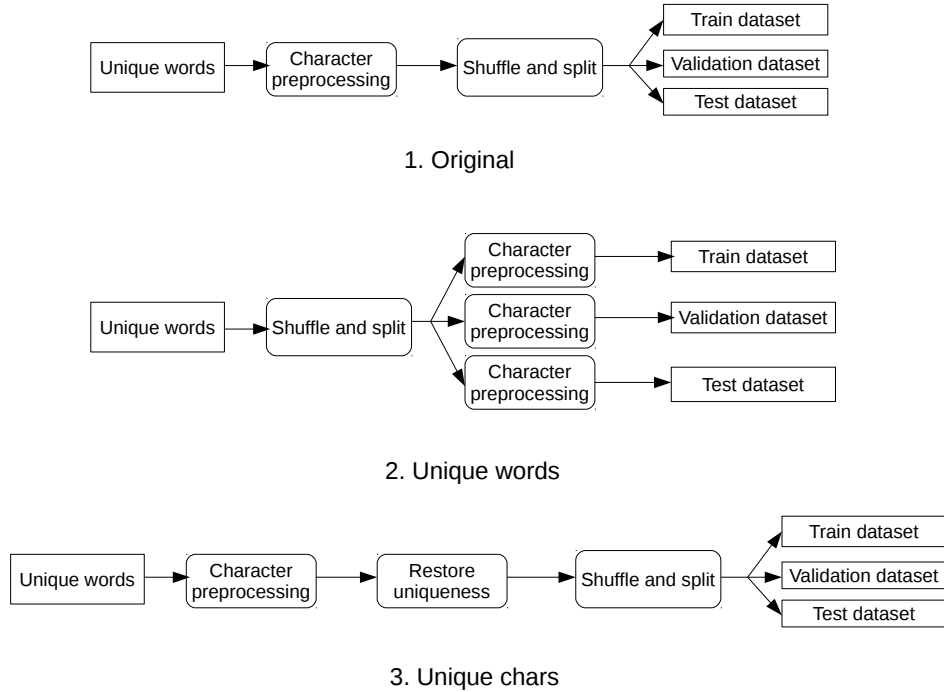 Unique words
Character
preprocessing
Shuffle and split
Train dataset
Validation dataset
Test dataset
1. Original
Unique words
Shuffle and split
Character
preprocessing
Train dataset
Character
preprocessing
Validation dataset
Character
preprocessing
Test dataset
2. Unique words
Unique words
Character
preprocessing
Restore
uniqueness
Shuffle and split
Train dataset
Validation dataset
Test dataset
3. Unique chars